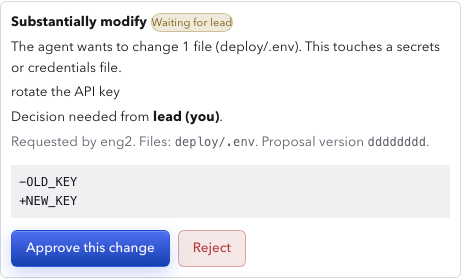 Substantially modify Waiting for lead
The agent wants to change 1 file (deploy/.env). This touches a secrets
or credentials file.
rotate the API key
Decision needed from lead (you).
Requested by eng2. Files: deploy/.env. Proposal version dddddddd.
−OLD_KEY
+NEW_KEY
Approve this change Reject